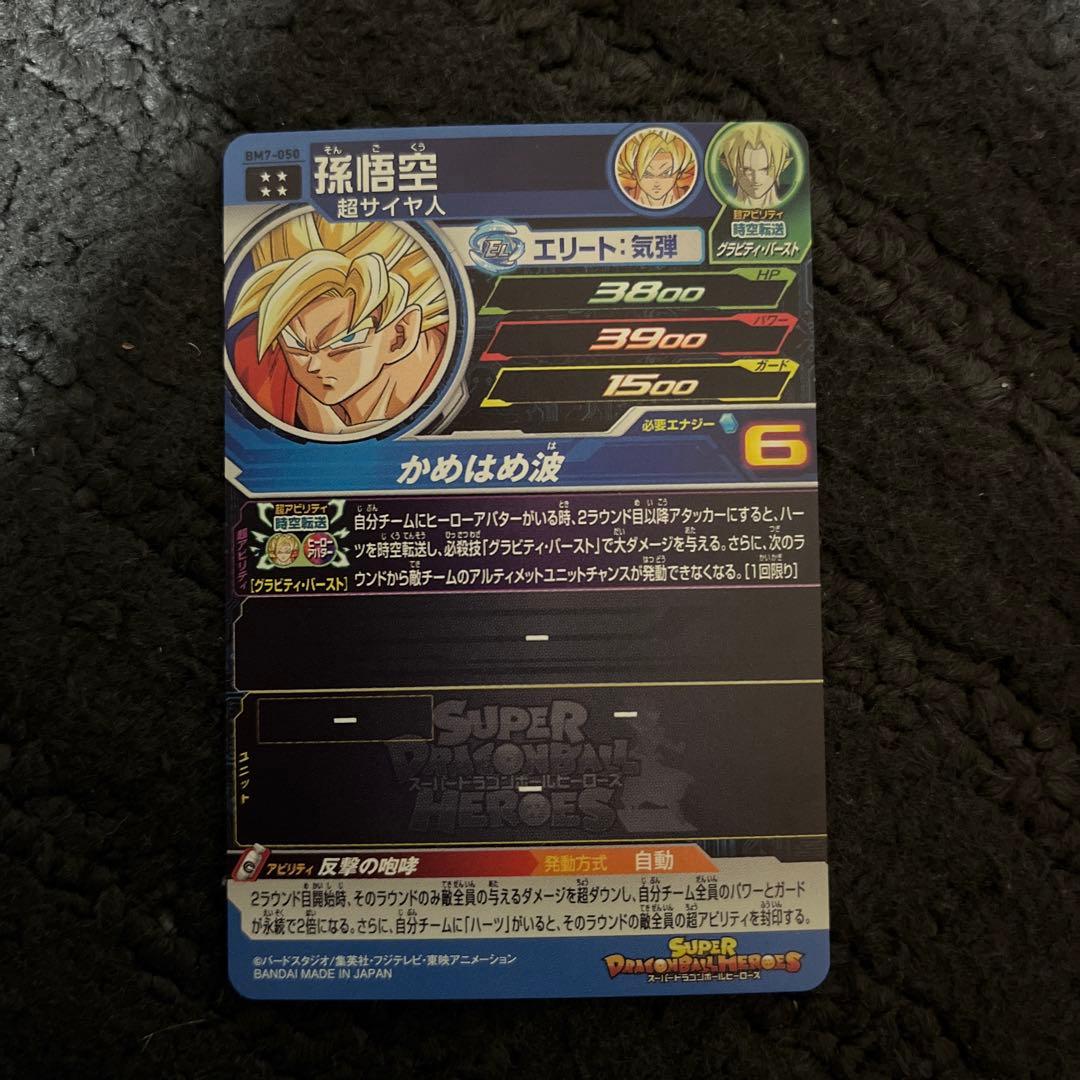 BM7-050
★★
★★
そんごくう
孫悟空
超サイヤ人
超アビリティ
時空転送
グラビティ・バースト
エリート：気弾
HP
3800
パワー
3900
ガード
1500
必要エナジー 6
かめはめ波
超アビリティ
超アビリティ
時空転送
ヒーロー
アバター
[グラビティ・バースト]
自分チームにヒーローアバターがいる時、2ラウンド目以降アタッカーにすると、ハー
ツを時空転送し、必殺技「グラビティ・バースト」で大ダメージを与える。さらに、次のラ
ウンドから敵チームのアルティメットユニットチャンスが発動できなくなる。[1回限り]
ー
ユニット
ー ー
ー
SUPER
DRAGONBALL
スーパードラゴンボールヒーローズ
HEROES
アビリティ 反撃の咆哮 発動方式 自動
2ラウンド目開始時、そのラウンドのみ敵全員の与えるダメージを超ダウンし、自分チーム全員のパワーとガード
が永続で2倍になる。さらに、自分チームに「ハーツ」がいると、そのラウンドの敵全員の超アビリティを封印する。
©バードスタジオ/集英社・フジテレビ・東映アニメーション
BANDAI MADE IN JAPAN
SUPER
DRAGONBALL HEROES
スーパードラゴンボールヒーローズ